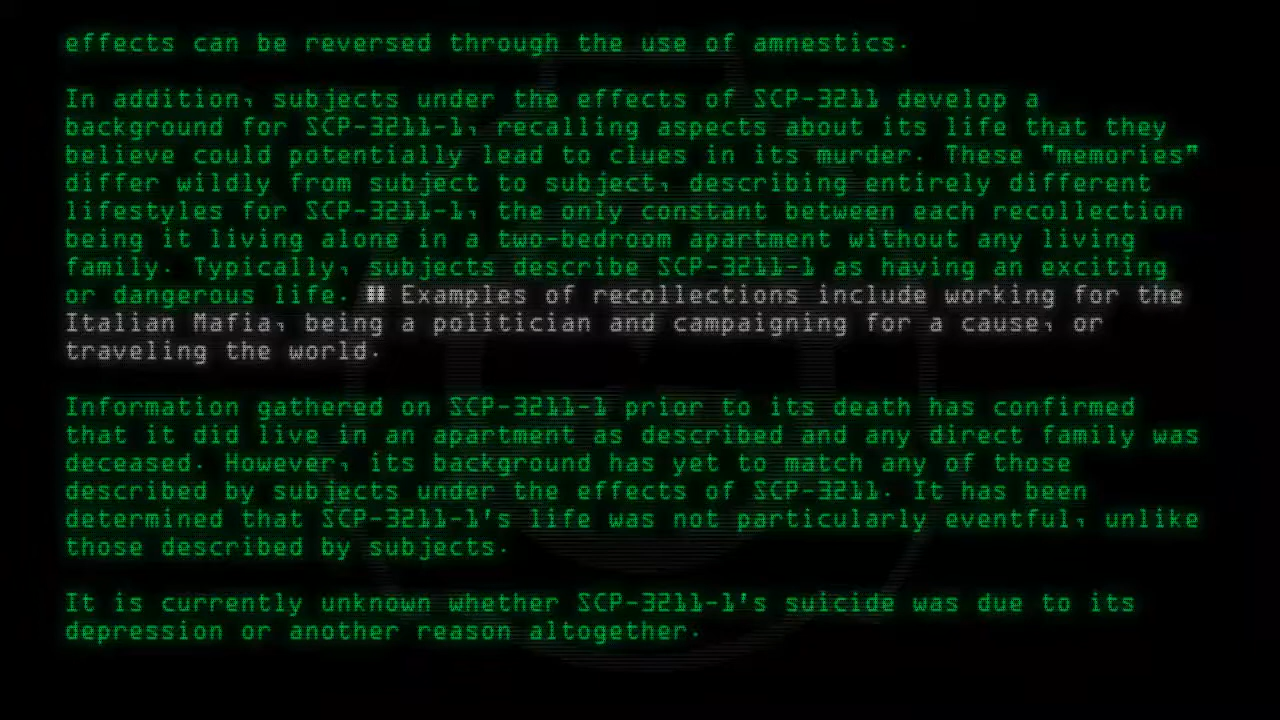 effects can be reversed through the use of amnestics.
In addition, subjects under the effects of SCP-3211 develop a
background for SCP-3211-1, recalling aspects about its life that they
believe could potentially lead to clues in its murder. These "memories"
differ wildly from subject to subject, describing entirely different
lifestyles for SCP-3211-1, the only constant between each recollection
being it living alone in a two-bedroom apartment without any living
family. Typically, subjects describe SCP-3211-1 as having an exciting
or dangerous life. Examples of recollections include working for the
Italian Mafia, being a politician and campaigning for a cause, or
traveling the world.
Information gathered on SCP-3211-1 prior to its death has confirmed
that it did live in an apartment as described and any direct family was
deceased. However, its background has yet to match any of those
described by subjects under the effects of SCP-3211. It has been
determined that SCP-3211-1's life was not particularly eventful, unlike
those described by subjects.
It is currently unknown whether SCP-3211-1's suicide was due to its
depression or another reason altogether.